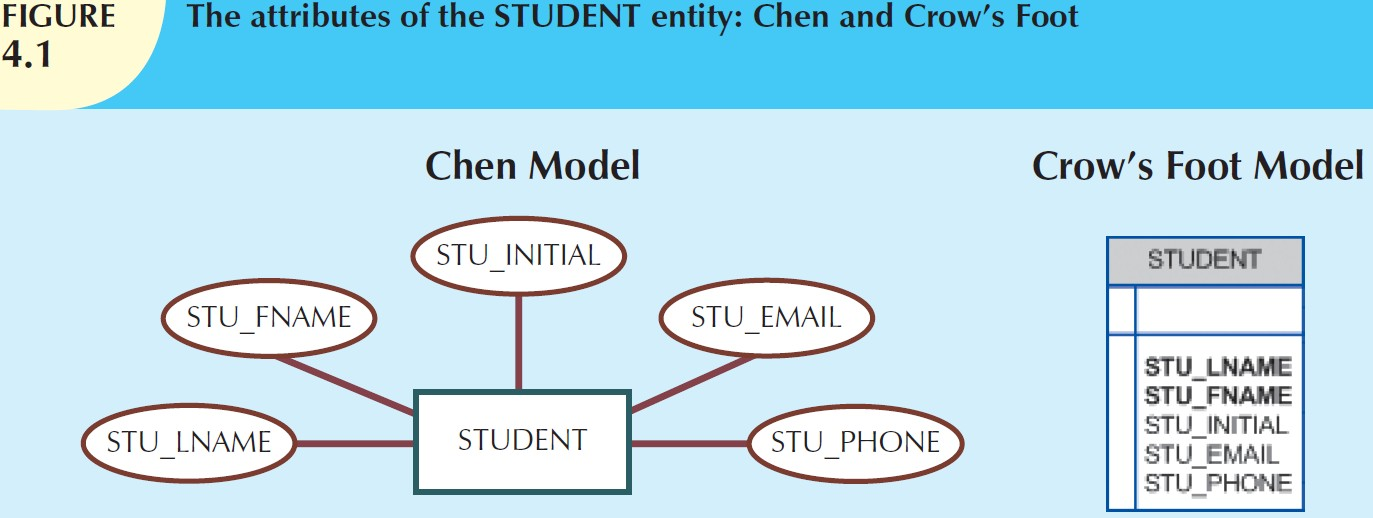 FIGURE
4.1
The attributes of the STUDENT entity: Chen and Crow’s Foot
Chen Model
STU_INITIAL
STU_FNAME
STU_EMAIL
STU_LNAME
STUDENT
STU_PHONE
Crow’s Foot Model
STUDENT
STU_LNAME
STU_FNAME
STU_INITIAL
STU_EMAIL
STU_PHONE